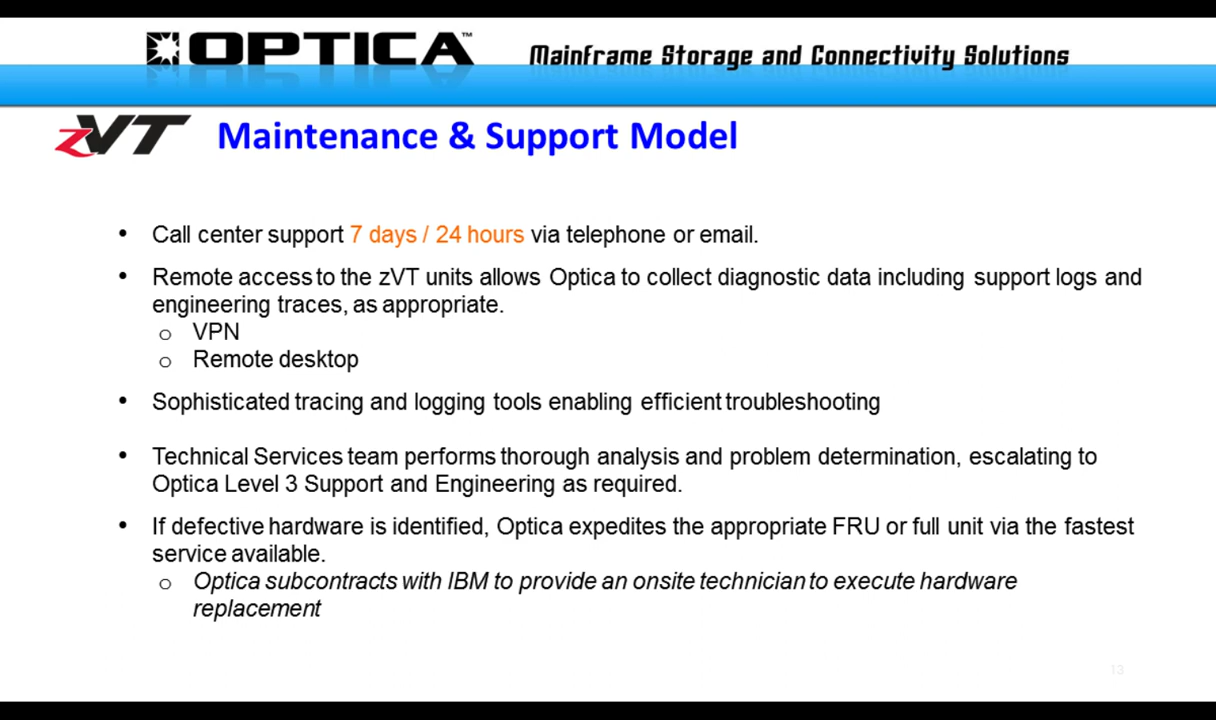 OPTICA™ Mainframe Storage and Connectivity Solutions
zVT Maintenance & Support Model
• Call center support 7 days / 24 hours via telephone or email.
• Remote access to the zVT units allows Optica to collect diagnostic data including support logs and
engineering traces, as appropriate.
o VPN
o Remote desktop
• Sophisticated tracing and logging tools enabling efficient troubleshooting
• Technical Services team performs thorough analysis and problem determination, escalating to
Optica Level 3 Support and Engineering as required.
• If defective hardware is identified, Optica expedites the appropriate FRU or full unit via the fastest
service available.
o Optica subcontracts with IBM to provide an onsite technician to execute hardware
replacement
13